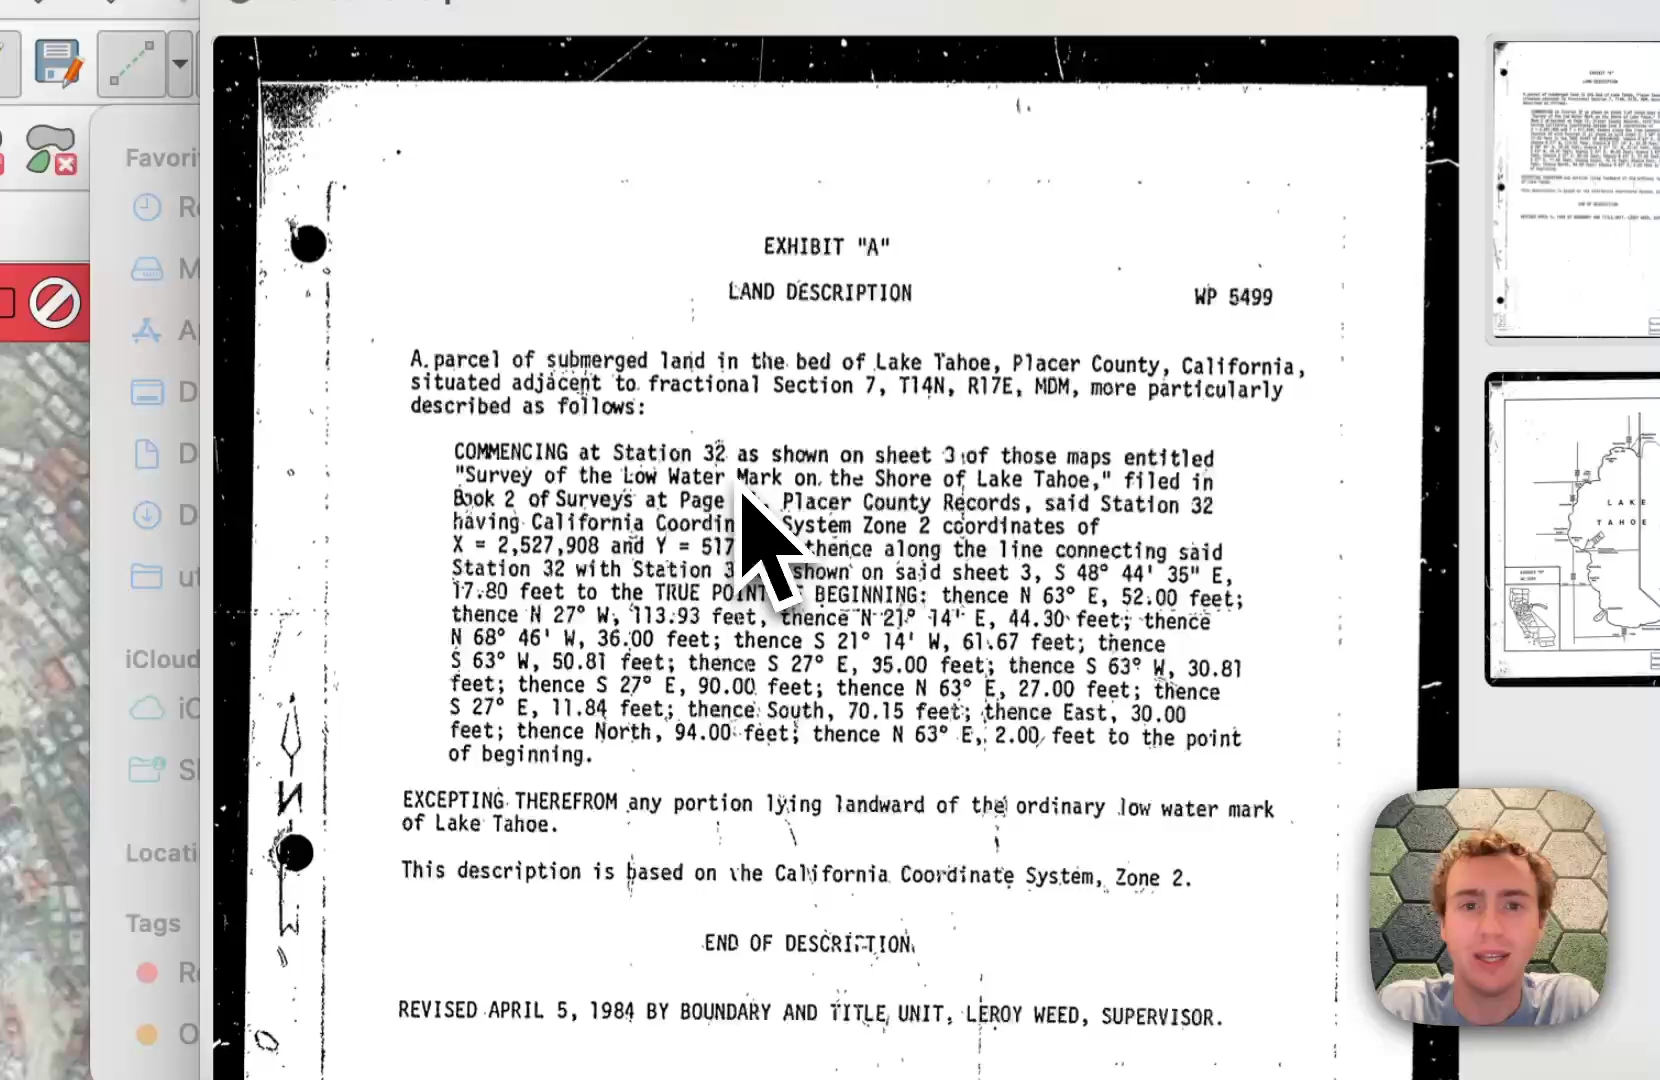 Favori
iCloud
Locati
Tags
EXHIBIT "A"
LAND DESCRIPTION
WP 5499
A parcel of submerged land in the bed of Lake Tahoe, Placer County, California,
situated adjacent to fractional Section 7, T14N, R17E, MDM, more particularly
described as follows:
COMMENCING at Station 32 as shown on sheet 3 of those maps entitled
"Survey of the Low Water Mark on the Shore of Lake Tahoe," filed in
Book 2 of Surveys at Page Placer County Records, said Station 32
having California Coordin System Zone 2 coordinates of
X = 2,527,908 and Y = 517 thence along the line connecting said
Station 32 with Station 3 shown on said sheet 3, S 48° 44' 35" E,
17.80 feet to the TRUE POINT BEGINNING: thence N 63° E, 52.00 feet;
thence N 27° W, 113.93 feet, thence N 21° 14' E, 44.30 feet; thence
N 68° 46' W, 36.00 feet; thence S 21° 14' W, 61.67 feet; thence
S 63° W, 50.81 feet; thence S 27° E, 35.00 feet; thence S 63° W, 30.81
feet; thence S 27° E, 90.00 feet; thence N 63° E, 27.00 feet; thence
S 27° E, 11.84 feet; thence South, 70.15 feet; thence East, 30.00
feet; thence North, 94.00 feet; thence N 63° E, 2.00 feet to the point
of beginning.
EXCEPTING THEREFROM any portion lying landward of the ordinary low water mark
of Lake Tahoe.
This description is based on the California Coordinate System, Zone 2.
END OF DESCRIPTION
REVISED APRIL 5, 1984 BY BOUNDARY AND TITLE UNIT, LEROY WEED, SUPERVISOR.
LAKE
TAHOE